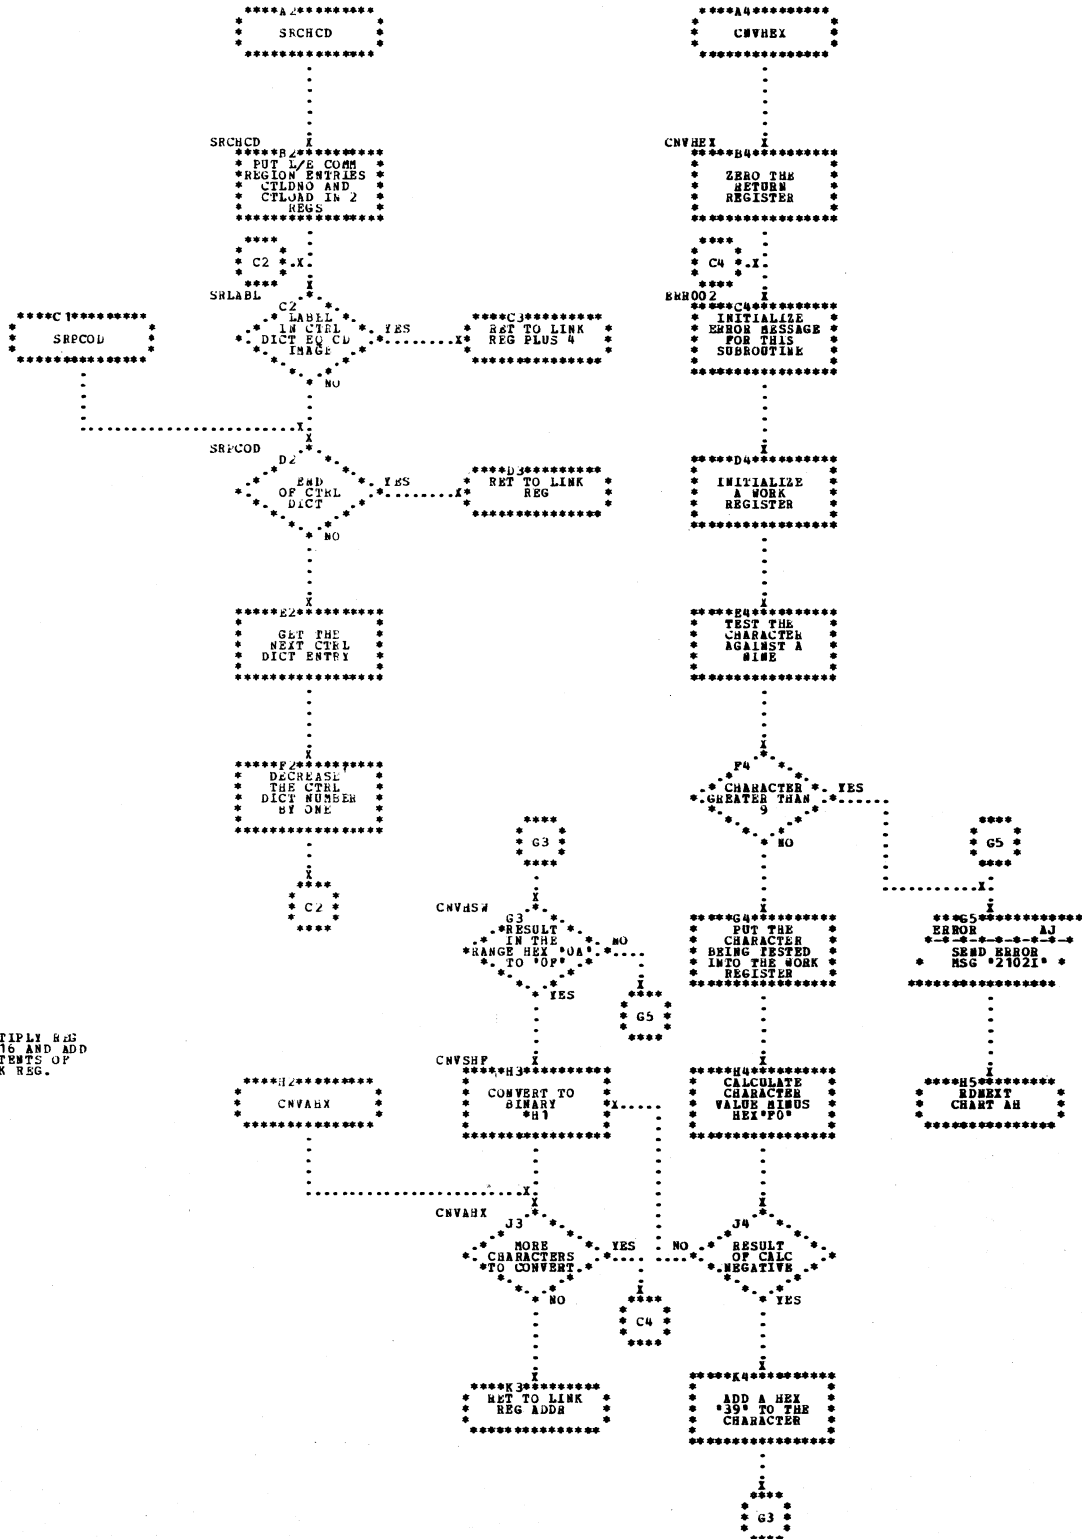 A2
SRCHCD
SRCHCD
B2
PUT L/E COMM
REGION ENTRIES
CTLDNO AND
CTLOAD IN 2
REGS
C2
SRLABL
C2
LABEL
IN CTRL
DICT EQ CD
IMAGE
YES
NO
C3
RET TO LINK
REG PLUS 4
C1
SRPCOD
SRPCOD
D2
END
OF CTRL
DICT
YES
NO
D3
RET TO LINK
REG
E2
GET THE
NEXT CTRL
DICT ENTRY
F2
DECREASE
THE CTRL
DICT NUMBER
BY ONE
C2
A4
CNVHEX
CNVHEX
B4
ZERO THE
RETURN
REGISTER
C4
ERR002
C4
INITIALIZE
ERROR MESSAGE
FOR THIS
SUBROUTINE
D4
INITIALIZE
A WORK
REGISTER
E4
TEST THE
CHARACTER
AGAINST A
NINE
F4
CHARACTER
GREATER THAN
9
YES
NO
G3
CNVHSW
G3
RESULT
IN THE
RANGE HEX '0A'
TO '0F'
NO
YES
G5
G4
PUT THE
CHARACTER
BEING TESTED
INTO THE WORK
REGISTER
G5
G5
ERROR AJ
SEND ERROR
MSG '2102I'
TIPLY REG
16 AND ADD
TENTS OF
K REG.
H2
CNVAHX
CNVSHF
H3
CONVERT TO
BINARY
*H1
H4
CALCULATE
CHARACTER
VALUE MINUS
HEX'F0'
H5
RDNEXT
CHART AH
CNVAHX
J3
MORE
CHARACTERS
TO CONVERT
YES
NO
C4
J4
RESULT
OF CALC
NEGATIVE
NO
YES
K3
RET TO LINK
REG ADDR
K4
ADD A HEX
'39' TO THE
CHARACTER
G3